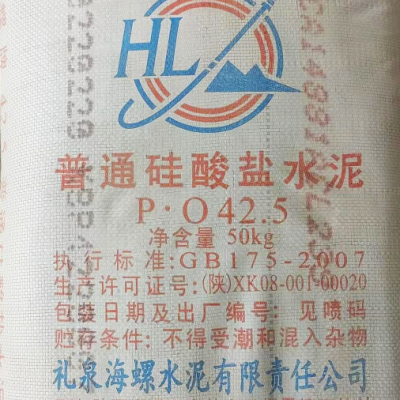 HL
普通硅酸盐水泥
P·O 42.5
净含量 50kg
执行标准:GB175-2007
生产许可证号:(陕)XK08-001-00020
包装日期及出厂编号: 见喷码
贮存条件: 不得受潮和混入杂物
礼泉海螺水泥有限责任公司